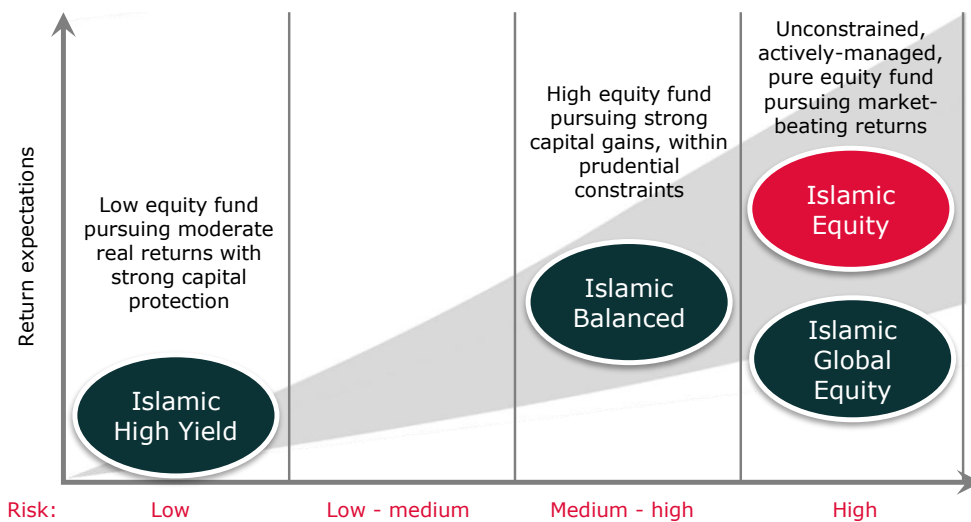 Unconstrained,
actively-managed,
pure equity fund
pursuing market-
beating returns
High equity fund
pursuing strong
capital gains, within
prudential
constraints
Low equity fund
pursuing moderate
real returns with
strong capital
protection
Return expectations
Islamic
Equity
Islamic
Balanced
Islamic
Global
Equity
Islamic
High Yield
Risk:
Low
Low - medium
Medium - high
High